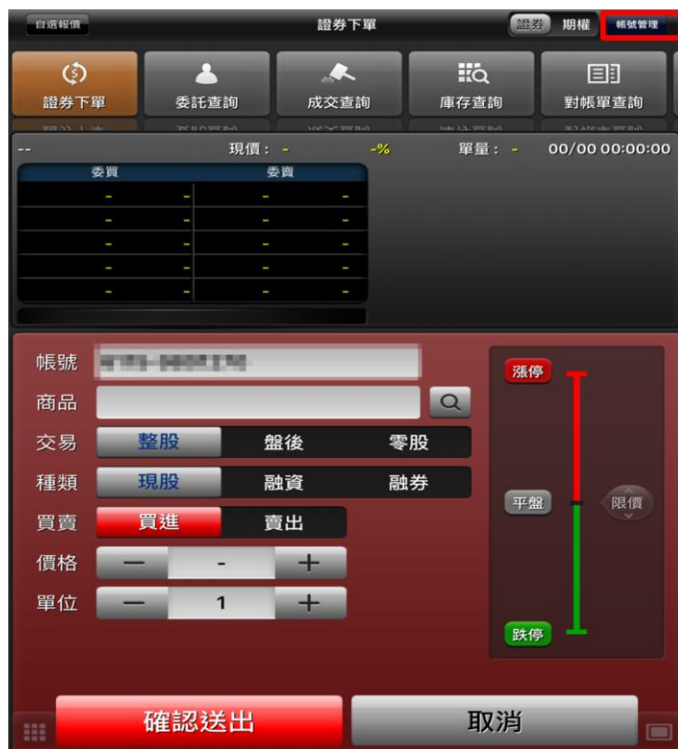 自選報價 證券下單 證券 期權 帳號管理
證券下單 委託查詢 成交查詢 庫存查詢 對帳單查詢
-- 現價: - -% 單量: - 00/00 00:00:00
委買 委賣
- - - -
- - - -
- - - -
- - - -
- - - -
帳號
漲停
商品
交易 整股 盤後 零股
種類 現股 融資 融券
平盤 限價
買賣 買進 賣出
價格 — - +
單位 — 1 +
跌停
確認送出 取消